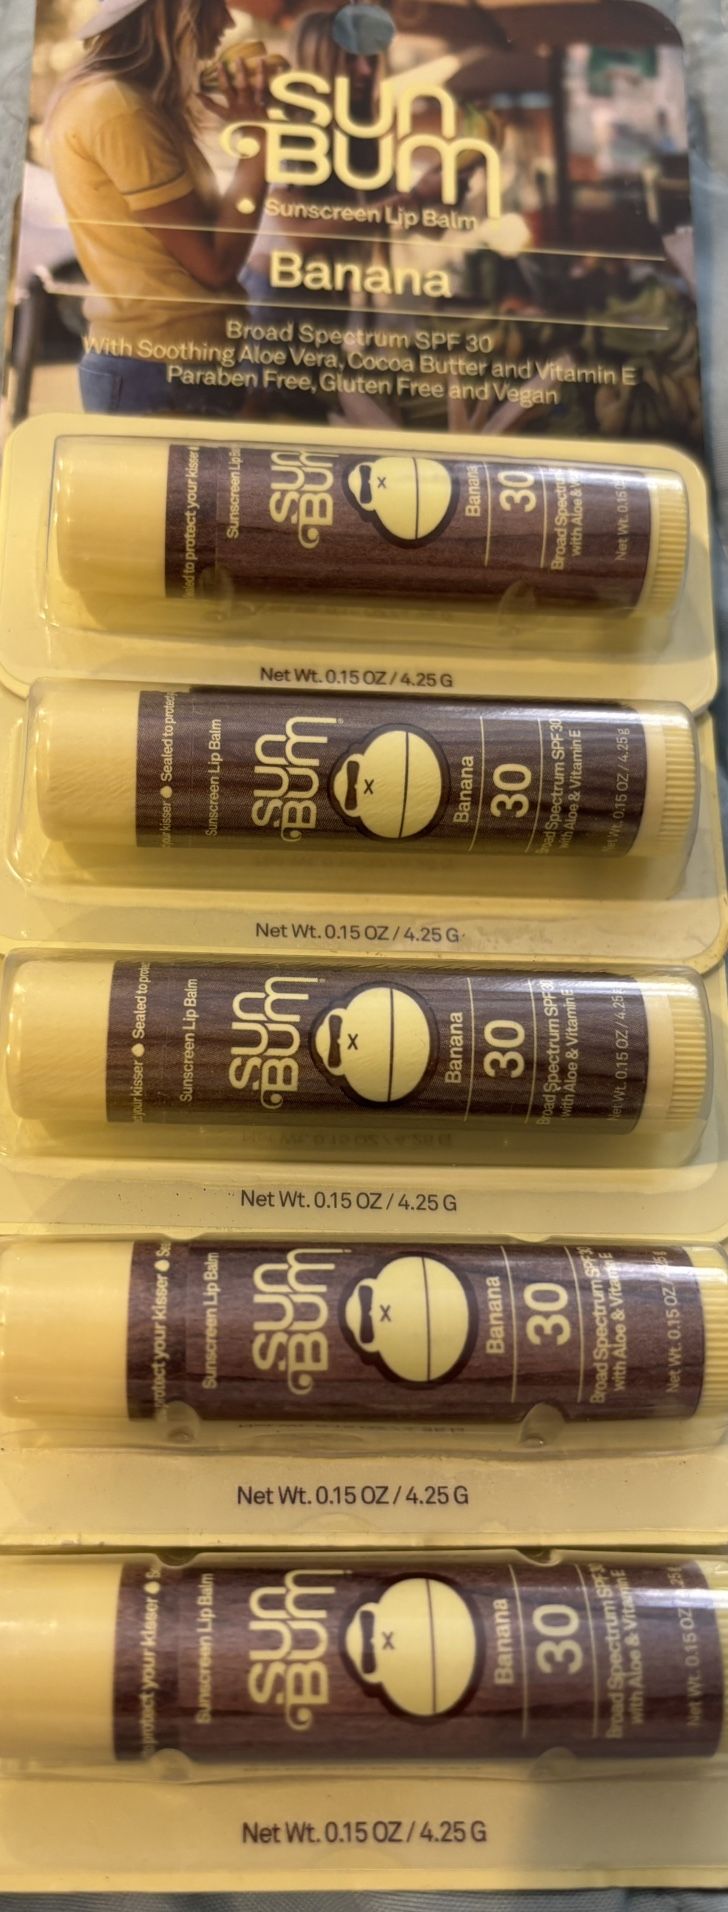 SUN
BUM
Sunscreen Lip Balm
Banana
Broad Spectrum SPF 30
With Soothing Aloe Vera, Cocoa Butter and Vitamin E
Paraben Free, Gluten Free and Vegan
to protect your kisser
Sunscreen Lip
SUN
BUM
Banana
30
Broad Spectrum
with Aloe &
Net Wt. 0.15
Net Wt. 0.15 OZ / 4.25 G
kisser Sealed to
Sunscreen Lip Balm
SUN
BUM
Banana
30
Broad Spectrum SPF 30
with Aloe & Vitamin E
Net Wt. 0.15 OZ / 4.25g
Net Wt. 0.15 OZ / 4.25 G
your kisser Sealed to
Sunscreen Lip Balm
SUN
BUM
Banana
30
Broad Spectrum SPF 30
with Aloe & Vitamin E
Net Wt. 0.15 OZ / 4.25
Net Wt. 0.15 OZ / 4.25 G
protect your kisser
Sunscreen Lip Balm
SUN
BUM
Banana
30
Broad Spectrum SPF 30
with Aloe & Vitamin E
Net Wt. 0.15 OZ /
Net Wt. 0.15 OZ / 4.25 G
protect your kisser
Sunscreen Lip Balm
SUN
BUM
Banana
30
Broad Spectrum SPF 30
with Aloe & Vitamin E
Net Wt. 0.15 OZ
Net Wt. 0.15 OZ / 4.25 G